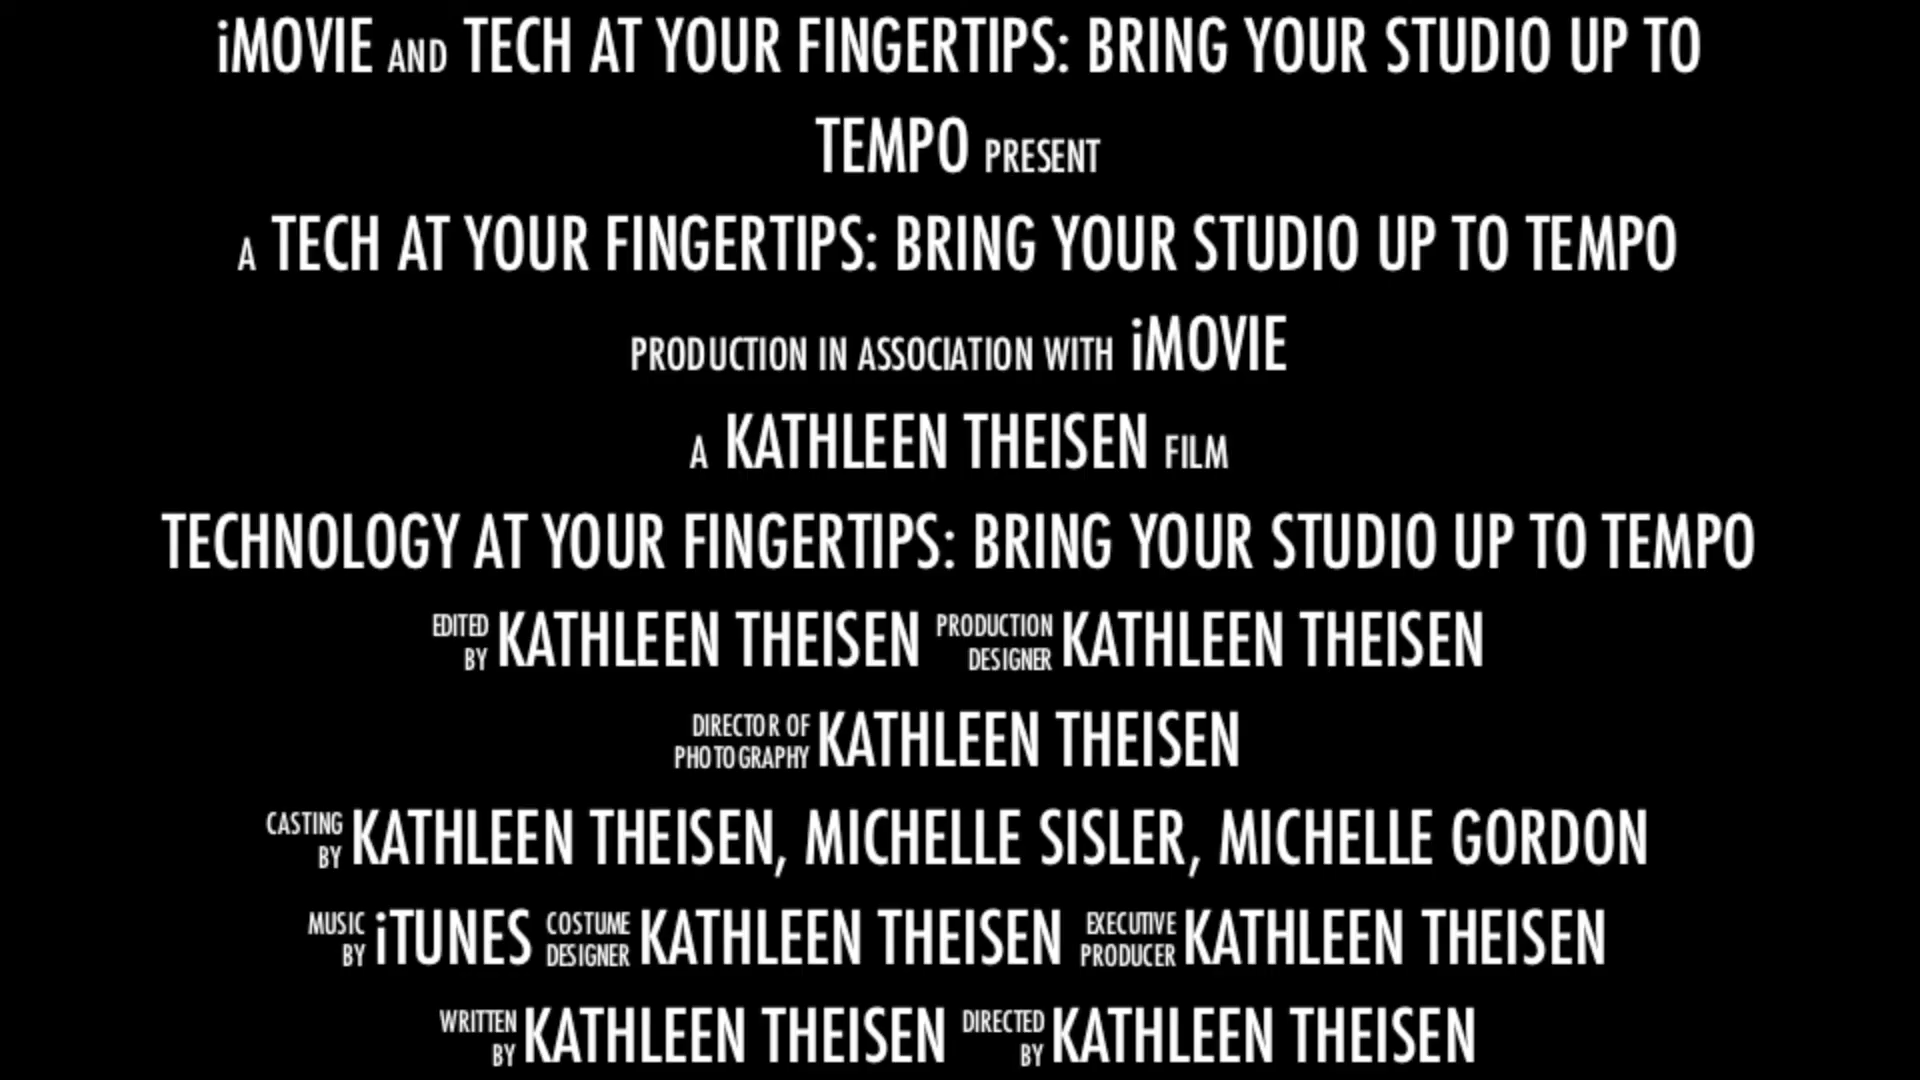 iMOVIE AND TECH AT YOUR FINGERTIPS: BRING YOUR STUDIO UP TO
TEMPO PRESENT
A TECH AT YOUR FINGERTIPS: BRING YOUR STUDIO UP TO TEMPO
PRODUCTION IN ASSOCIATION WITH iMOVIE
A KATHLEEN THEISEN FILM
TECHNOLOGY AT YOUR FINGERTIPS: BRING YOUR STUDIO UP TO TEMPO
EDITED BY KATHLEEN THEISEN PRODUCTION DESIGNER KATHLEEN THEISEN
DIRECTOR OF PHOTOGRAPHY KATHLEEN THEISEN
CASTING BY KATHLEEN THEISEN, MICHELLE SISLER, MICHELLE GORDON
MUSIC BY iTUNES COSTUME DESIGNER KATHLEEN THEISEN EXECUTIVE PRODUCER KATHLEEN THEISEN
WRITTEN BY KATHLEEN THEISEN DIRECTED BY KATHLEEN THEISEN